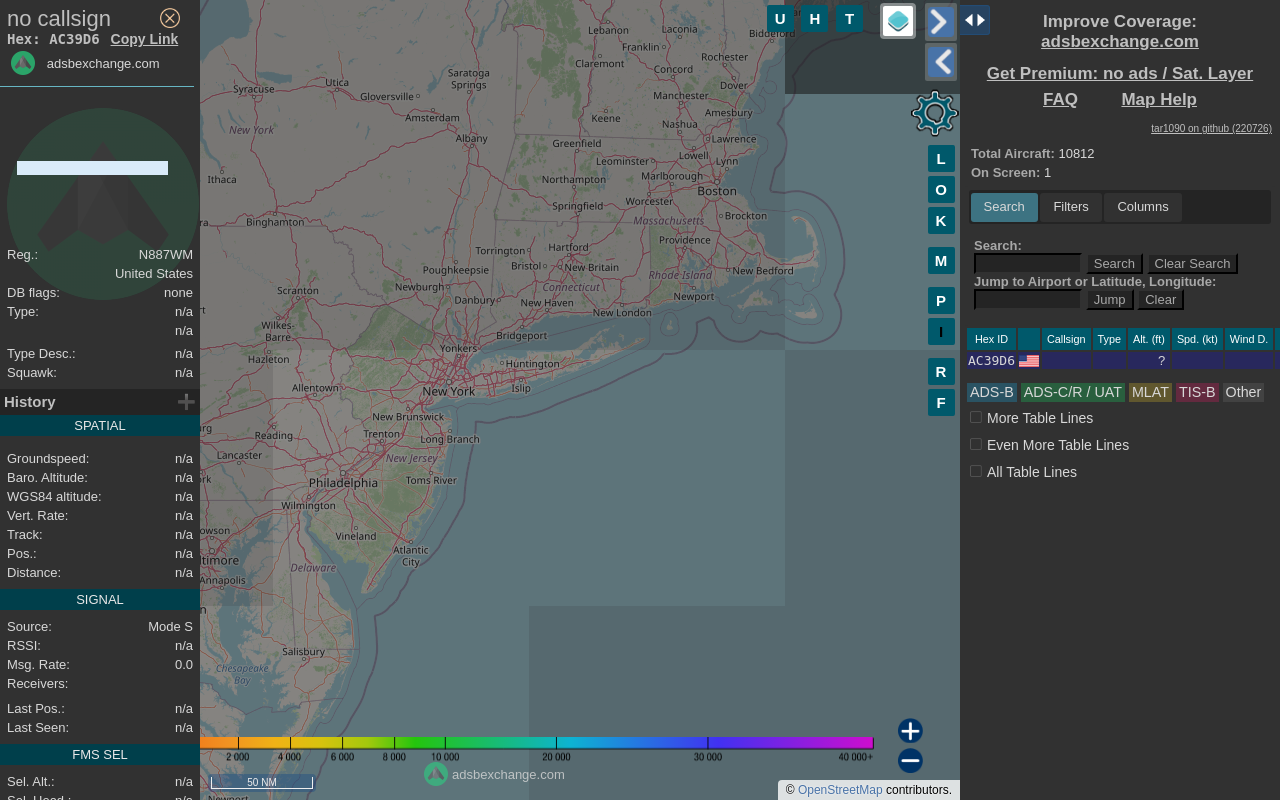 no callsign
Hex: AC39D6 Copy Link
adsbexchange.com
Reg.: N887WM
United States
DB flags: none
Type: n/a
n/a
Type Desc.: n/a
Squawk: n/a
History
SPATIAL
Groundspeed: n/a
Baro. Altitude: n/a
WGS84 altitude: n/a
Vert. Rate: n/a
Track: n/a
Pos.: n/a
Distance: n/a
SIGNAL
Source: Mode S
RSSI: n/a
Msg. Rate: 0.0
Receivers:
Last Pos.: n/a
Last Seen: n/a
FMS SEL
Sel. Alt.: n/a
U H T
L
O
K
M
P
I
R
F
Lebanon
Laconia
Franklin
Biddeford
Claremont
Rochester
Concord
Dover
Utica
Saratoga
Springs
Syracuse
Gloversville
Manchester
Amesbury
Amsterdam
Keene
Nashua
New York
Albany
Greenfield
Lawrence
Lowell
Leominster
Lynn
Ithaca
Northampton
Marlborough
Boston
Worcester
Springfield
Brockton
Binghamton
Massachusetts
Providence
Hartford
Torrington
Bristol
New Britain
New Bedford
Poughkeepsie
Rhode Island
Connecticut
Newburgh
Scranton
Danbury
New Haven
Newport
New London
Wilkes-
Barre
Bridgeport
Yonkers
Hazleton
Huntington
Allentown
New York
Islip
New Brunswick
Trenton
Reading
Long Branch
Lancaster
New Jersey
Philadelphia
Toms River
Wilmington
Vineland
Atlantic
City
Annapolis
Delaware
Salisbury
Chesapeake
Bay
2 000 4 000 6 000 8 000 10 000 20 000 30 000 40 000+
adsbexchange.com
50 NM
© OpenStreetMap contributors.
Improve Coverage:
adsbexchange.com
Get Premium: no ads / Sat. Layer
FAQ Map Help
tar1090 on github (220726)
Total Aircraft: 10812
On Screen: 1
Search Filters Columns
Search:
Search Clear Search
Jump to Airport or Latitude, Longitude:
Jump Clear
Hex ID Callsign Type Alt. (ft) Spd. (kt) Wind D.
AC39D6 ?
ADS-B ADS-C/R / UAT MLAT TIS-B Other
More Table Lines
Even More Table Lines
All Table Lines